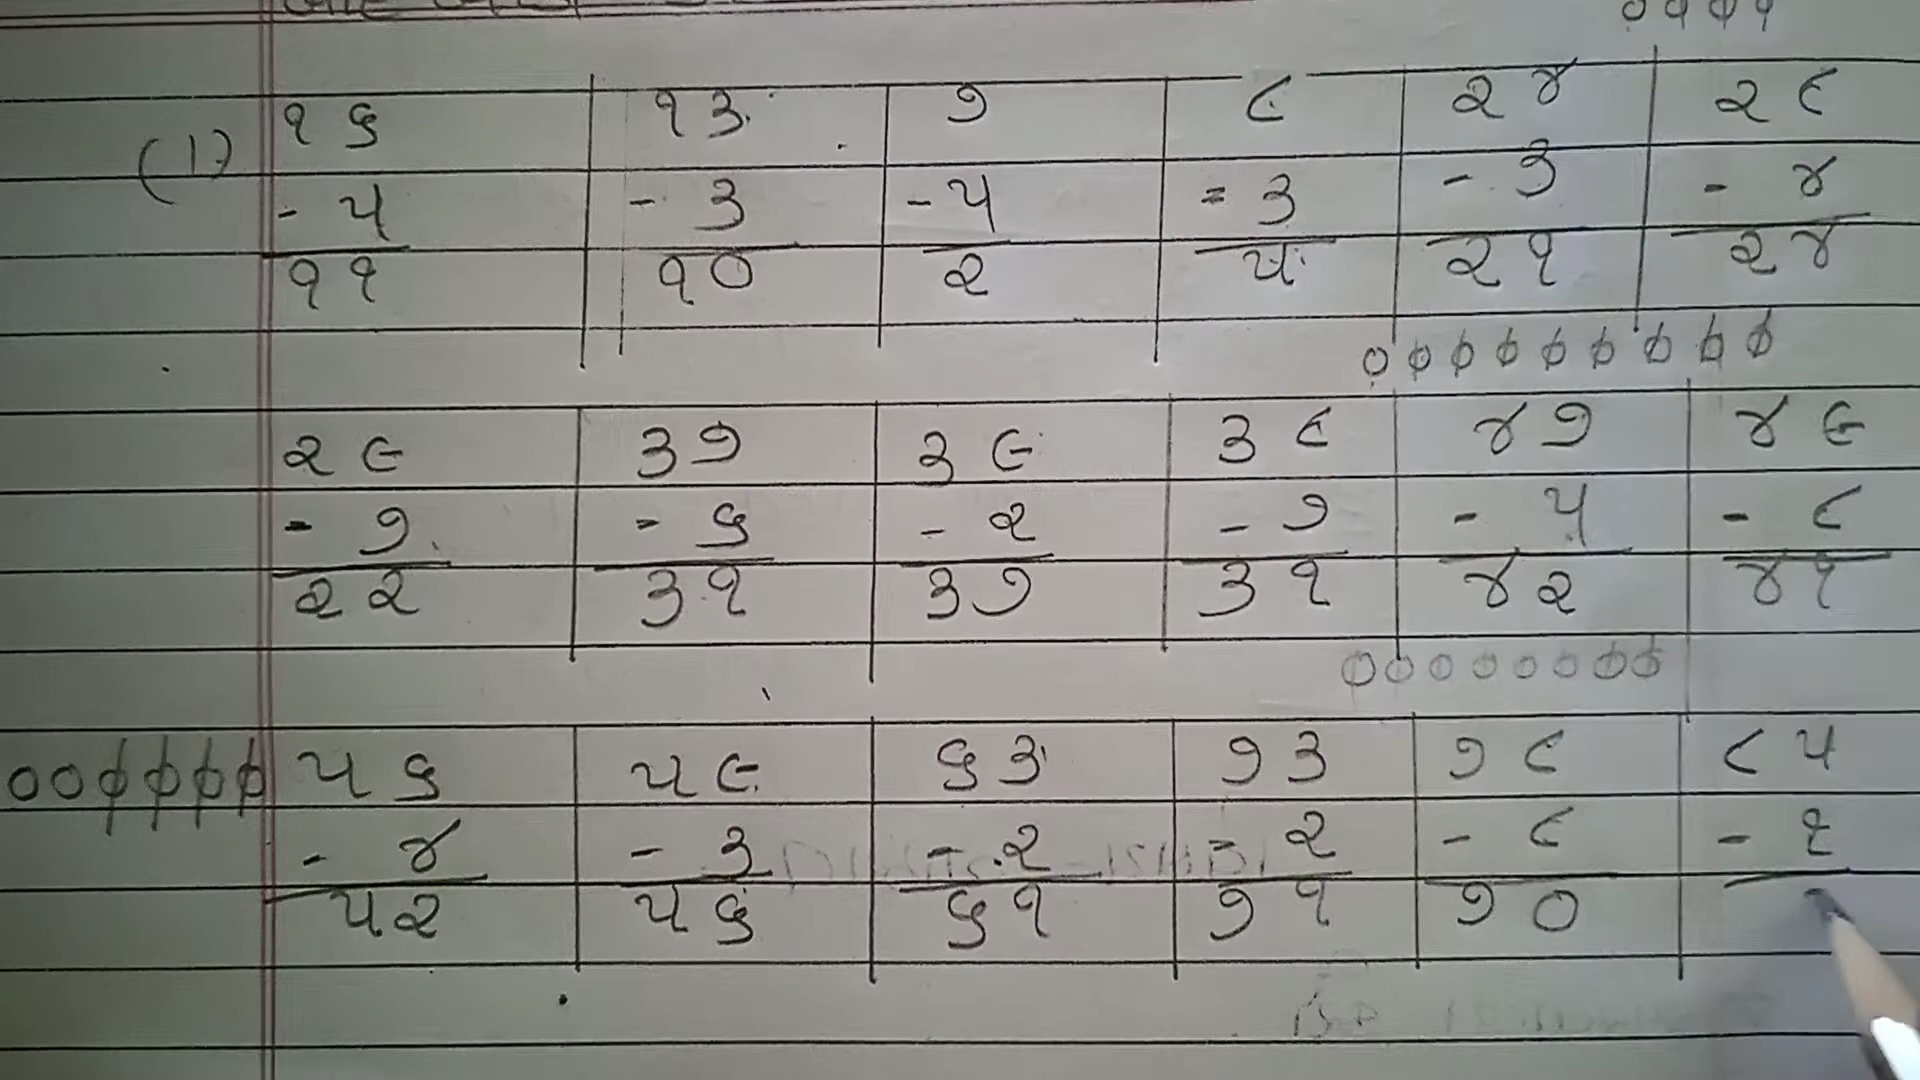 (1) ૧૬ ૧૩ ૭ ૮ ૨૪ ૨૮
- ૫ - ૩ - ૫ = ૩ - ૩ - ૪
૧૧ ૧૦ ૨ ૫ ૨૧ ૨૪
૦૦૦૦૦૦૦૦૦
૨૯ ૩૭ ૩૯ ૩૮ ૪૭ ૪૯
- ૭ = ૬ - ૨ - ૭ - ૫ - ૮
૨૨ ૩૧ ૩૭ ૩૧ ૪૨ ૪૧
૦૦૦૦૦૦૦૦
૦૦૦૦૦૦ ૫૬ ૫૯ ૬૩ ૭૩ ૭૮ ૮૫
- ૪ - ૩ - ૨ - ૨ - ૮ - ૧
૫૨ ૫૬ ૬૧ ૭૧ ૭૦